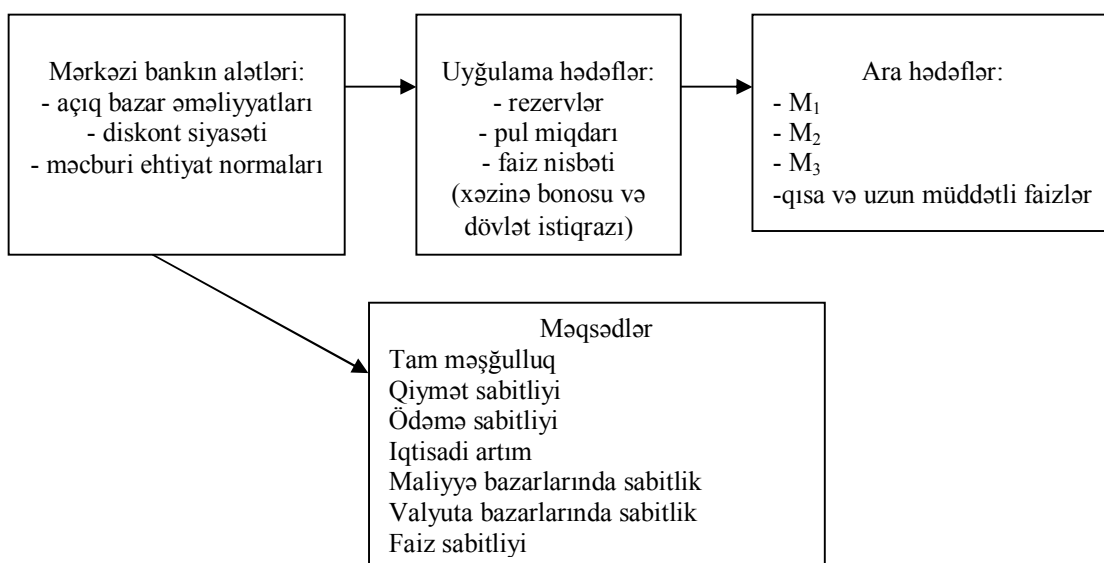 Mərkəzi bankın alətləri:
- açıq bazar əməliyyatları
- diskont siyasəti
- məcburi ehtiyat normaları
Uyğulama hədəflər:
- rezervlər
- pul miqdarı
- faiz nisbəti
(xəzinə bonosu və
dövlət istiqrazı)
Ara hədəflər:
- M₁
- M₂
- M₃
-qısa və uzun müddətli faizlər
Məqsədlər
Tam məşğulluq
Qiymət sabitliyi
Ödəmə sabitliyi
Iqtisadi artım
Maliyyə bazarlarında sabitlik
Valyuta bazarlarında sabitlik
Faiz sabitliyi